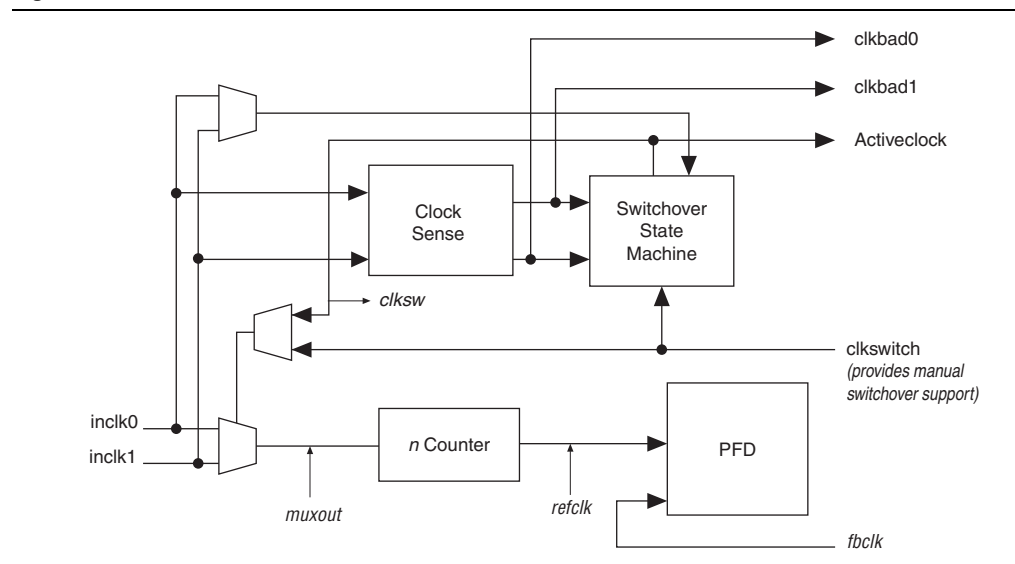 clkbad0
clkbad1
Activeclock
Clock
Sense
Switchover
State
Machine
clksw
clkswitch
(provides manual
switchover support)
inclk0
inclk1
n Counter
PFD
muxout
refclk
fbclk